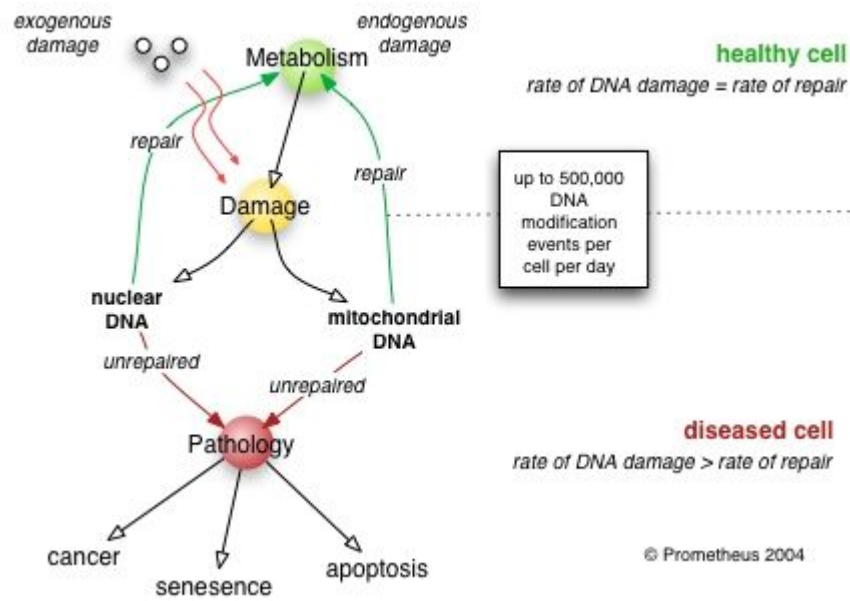 exogenous
damage
endogenous
damage
Metabolism
healthy cell
rate of DNA damage = rate of repair
repair
repair
up to 500,000
DNA
modification
events per
cell per day
Damage
nuclear
DNA
mitochondrial
DNA
unrepaired
unrepaired
Pathology
diseased cell
rate of DNA damage > rate of repair
cancer
senesence
apoptosis
© Prometheus 2004